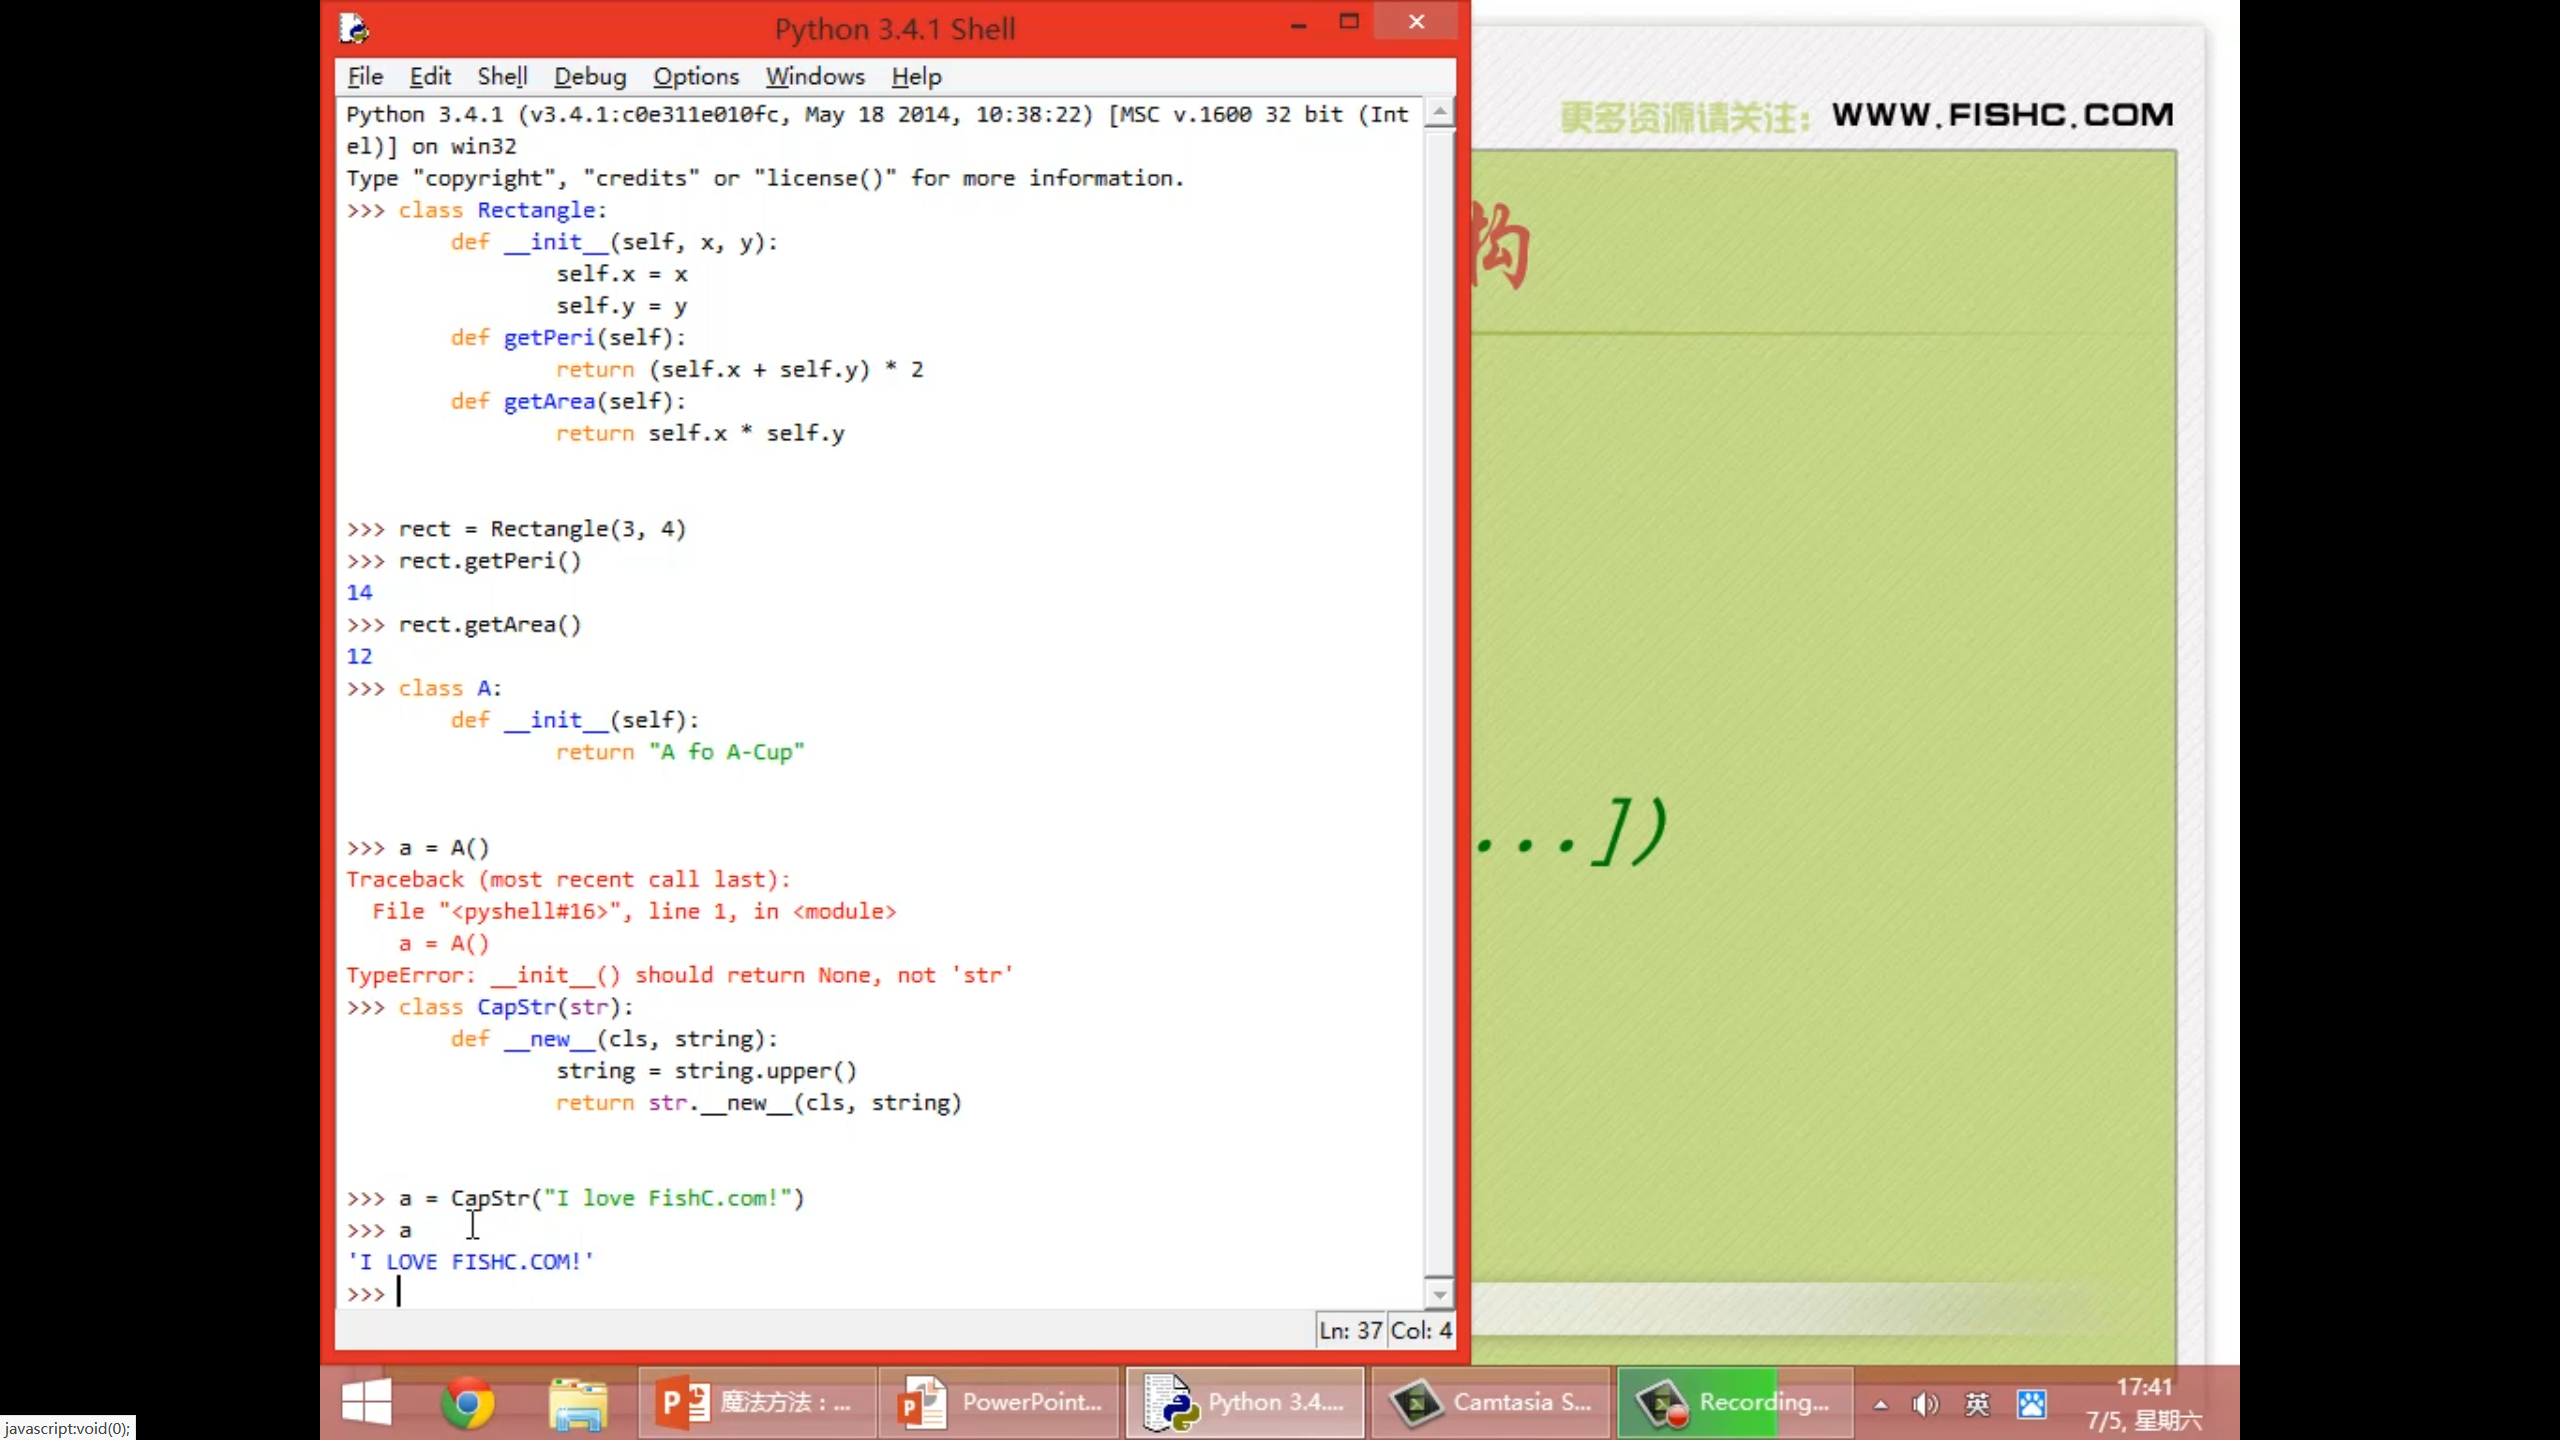 Python 3.4.1 Shell
File Edit Shell Debug Options Windows Help
Python 3.4.1 (v3.4.1:c0e311e010fc, May 18 2014, 10:38:22) [MSC v.1600 32 bit (Int
el)] on win32
Type "copyright", "credits" or "license()" for more information.
>>> class Rectangle:
def __init__(self, x, y):
self.x = x
self.y = y
def getPeri(self):
return (self.x + self.y) * 2
def getArea(self):
return self.x * self.y
>>> rect = Rectangle(3, 4)
>>> rect.getPeri()
14
>>> rect.getArea()
12
>>> class A:
def __init__(self):
return "A fo A-Cup"
>>> a = A()
Traceback (most recent call last):
File "<pyshell#16>", line 1, in <module>
a = A()
TypeError: __init__() should return None, not 'str'
>>> class CapStr(str):
def __new__(cls, string):
string = string.upper()
return str.__new__(cls, string)
>>> a = CapStr("I love FishC.com!")
>>> a
'I LOVE FISHC.COM!'
>>>
Ln: 37 Col: 4
更多资源请关注: WWW.FISHC.COM
构
...])
魔法方法：...
PowerPoint...
Python 3.4....
Camtasia S...
Recording...
英
17:41
7/5, 星期六
javascript:void(0);